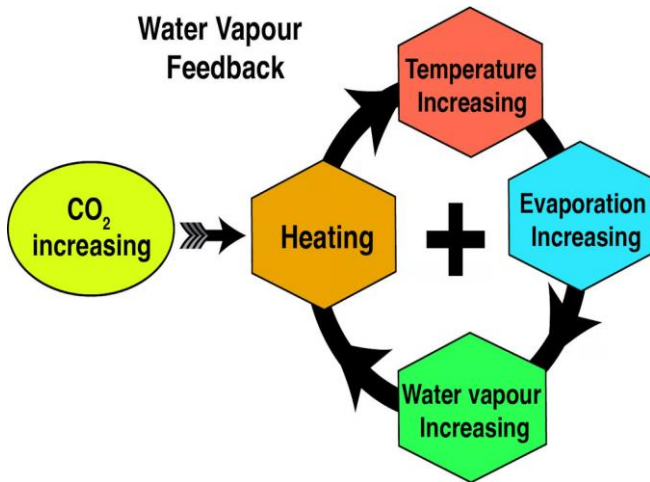 Water Vapour
Feedback
Temperature
Increasing
CO₂
increasing
Heating
+
Evaporation
Increasing
Water vapour
Increasing